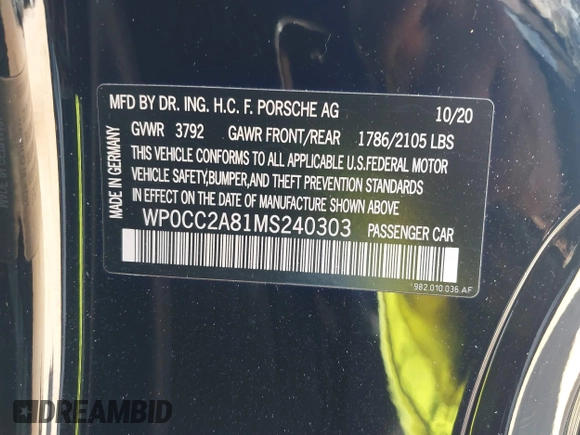 MFD BY DR. ING. H.C. F. PORSCHE AG 10/20
GVWR 3792 GAWR FRONT/REAR 1786/2105 LBS
THIS VEHICLE CONFORMS TO ALL APPLICABLE U.S.FEDERAL MOTOR
VEHICLE SAFETY,BUMPER,AND THEFT PREVENTION STANDARDS
IN EFFECT ON THE DATE OF MANUFACTURE SHOWN ABOVE
WP0CC2A81MS240303 PASSENGER CAR
MADE IN GERMANY
982.010.036.AF
DREAMBID